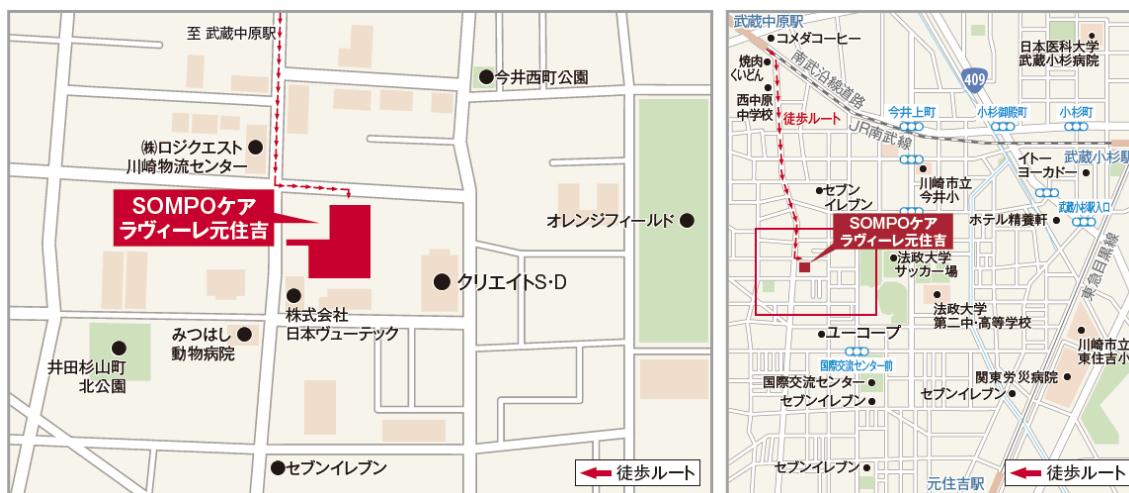 至 武蔵中原駅
今井西町公園
㈱ロジクエスト
川崎物流センター
SOMPOケア
ラヴィーレ元住吉
オレンジフィールド
クリエイトS・D
株式会社
日本ヴューテック
みつはし
動物病院
井田杉山町
北公園
セブンイレブン
徒歩ルート
武蔵中原駅
コメダコーヒー
焼肉
くいどん
西中原
中学校
南武沿線道路
徒歩ルート
JR南武線
409
日本医科大学
武蔵小杉病院
今井上町
小杉御殿町
小杉町
武蔵小杉駅
イトー
ヨーカドー
川崎市立
今井小
セブン
イレブン
武蔵小杉駅入口
ホテル精養軒
SOMPOケア
ラヴィーレ元住吉
法政大学
サッカー場
東急目黒線
法政大学
第二中・高等学校
ユーコープ
国際交流センター前
川崎市立
東住吉小
国際交流センター
関東労災病院
セブンイレブン
セブンイレブン
セブンイレブン
元住吉駅
徒歩ルート